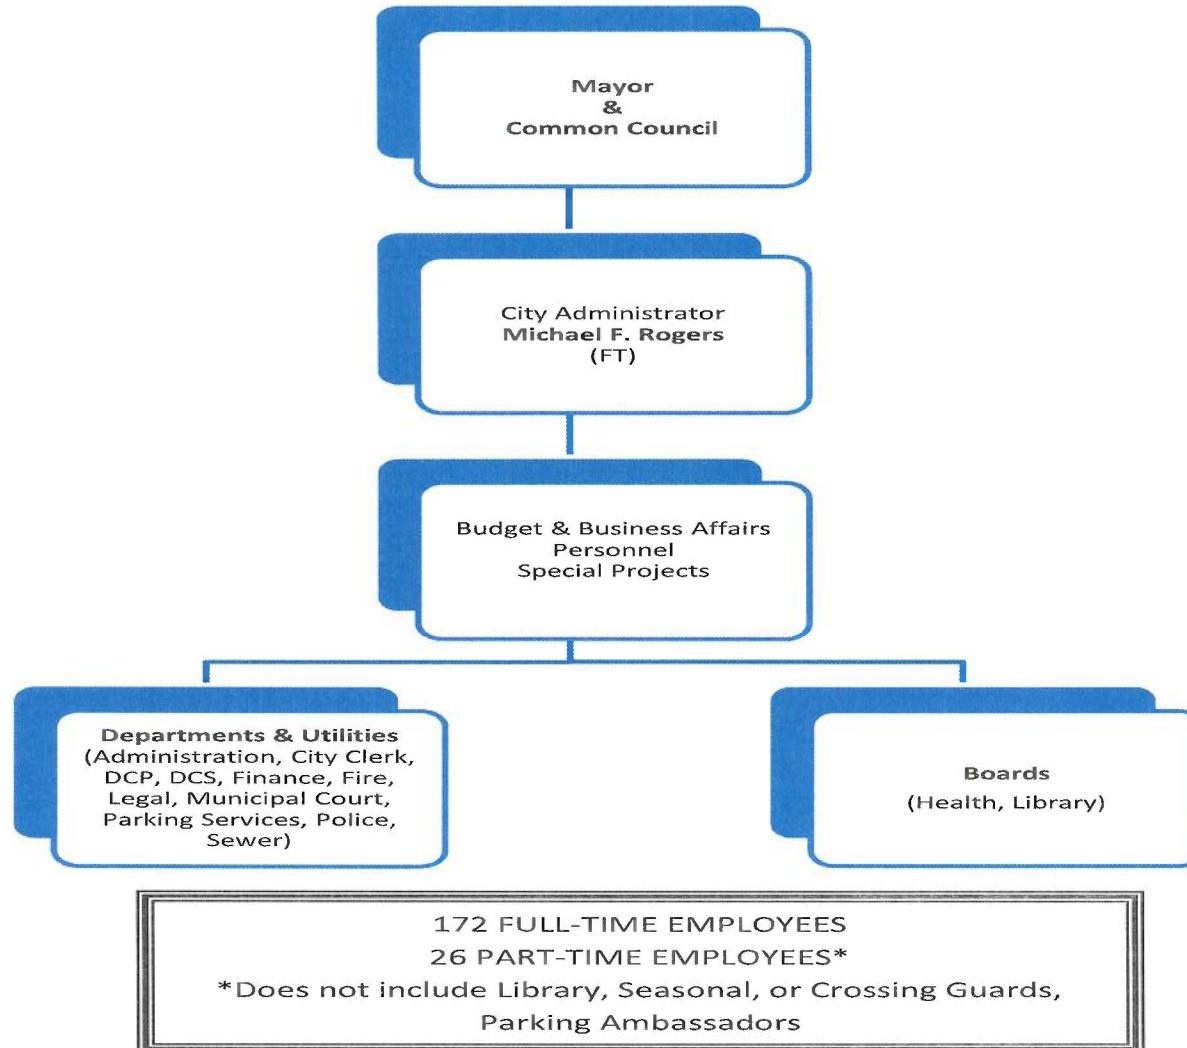 Mayor
&
Common Council
City Administrator
Michael F. Rogers
(FT)
Budget & Business Affairs
Personnel
Special Projects
Departments & Utilities
(Administration, City Clerk,
DCP, DCS, Finance, Fire,
Legal, Municipal Court,
Parking Services, Police,
Sewer)
Boards
(Health, Library)
172 FULL-TIME EMPLOYEES
26 PART-TIME EMPLOYEES*
*Does not include Library, Seasonal, or Crossing Guards,
Parking Ambassadors